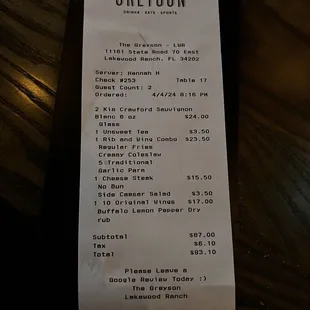 GREYSON
DRINKS · EATS · SPORTS
The Greyson - LWR
11161 State Road 70 East
Lakewood Ranch, FL 34202
Server: Hannah H
Check #253 Table 17
Guest Count: 2
Ordered: 4/4/24 8:16 PM
2 Kim Crawford Sauvignon
Blanc 6 oz $24.00
Glass
1 Unsweet Tea $3.50
1 Rib and Wing Combo $23.50
Regular Fries
Creamy Coleslaw
5 Traditional
Garlic Parm
1 Cheese Steak $15.50
No Bun
Side Caesar Salad $3.50
1 10 Original Wings $17.00
Buffalo Lemon Pepper Dry
rub
Subtotal $87.00
Tax $6.10
Total $93.10
Please Leave a
Google Review Today :)
The Greyson
Lakewood Ranch